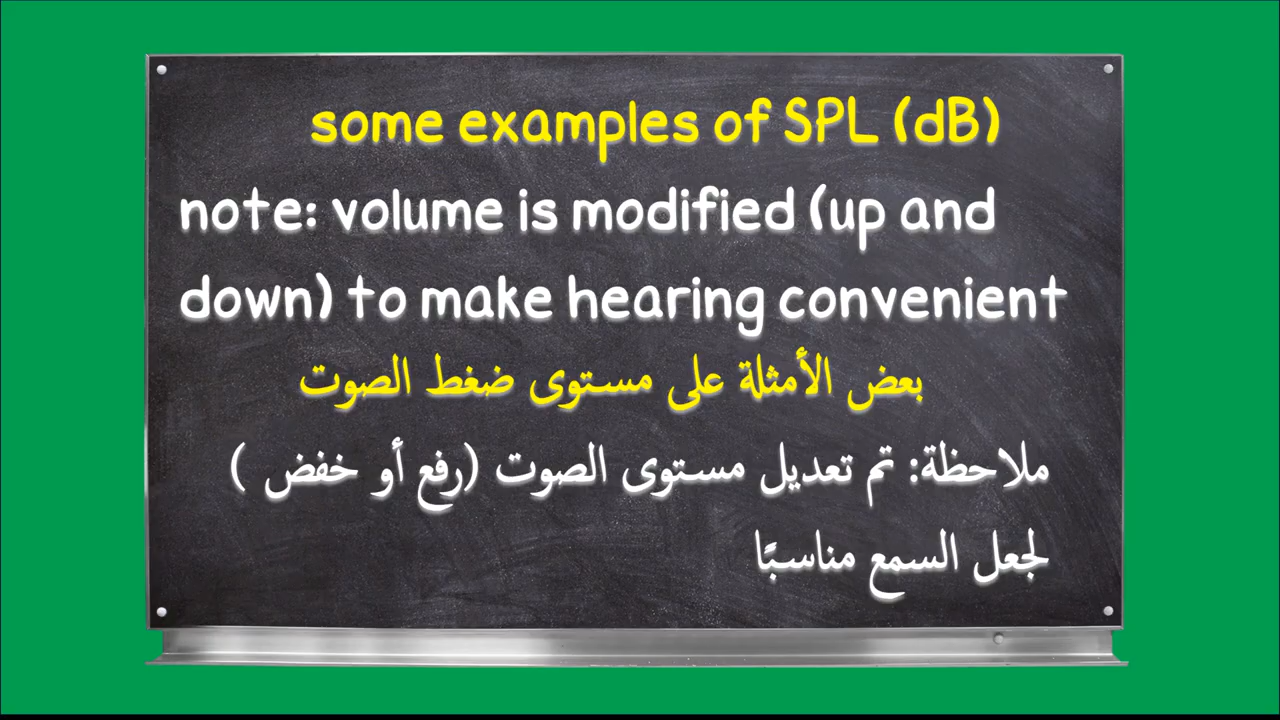 some examples of SPL (dB)
note: volume is modified (up and
down) to make hearing convenient
بعض الأمثلة على مستوى ضغط الصوت
ملاحظة: تم تعديل مستوى الصوت (رفع أو خفض )
لجعل السمع مناسبًا